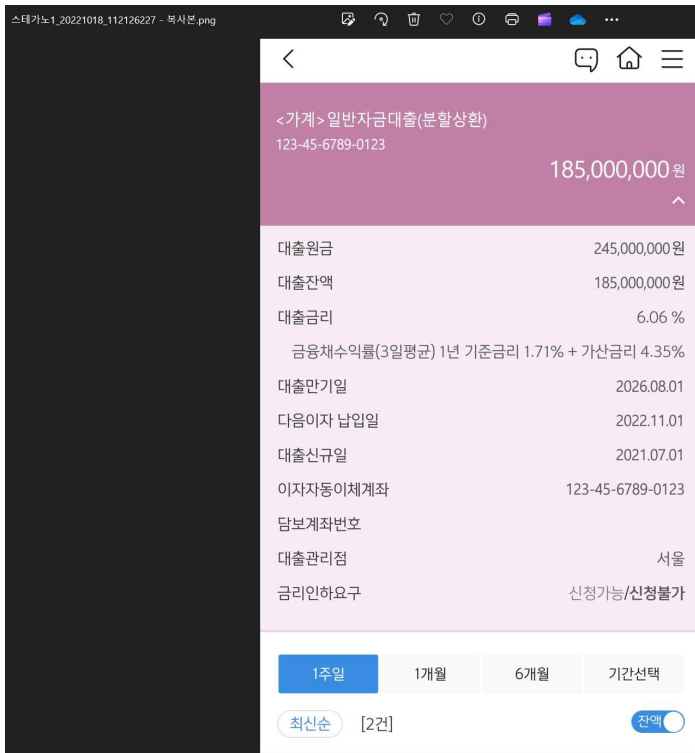 스테가노1_20221018_112126227 - 복사본.png
<가계>일반자금대출(분할상환)
123-45-6789-0123
185,000,000원
대출원금 245,000,000원
대출잔액 185,000,000원
대출금리 6.06 %
금융채수익률(3일평균) 1년 기준금리 1.71% + 가산금리 4.35%
대출만기일 2026.08.01
다음이자 납입일 2022.11.01
대출신규일 2021.07.01
이자자동이체계좌 123-45-6789-0123
담보계좌번호
대출관리점 서울
금리인하요구 신청가능/신청불가
1주일 1개월 6개월 기간선택
최신순 [2건] 잔액